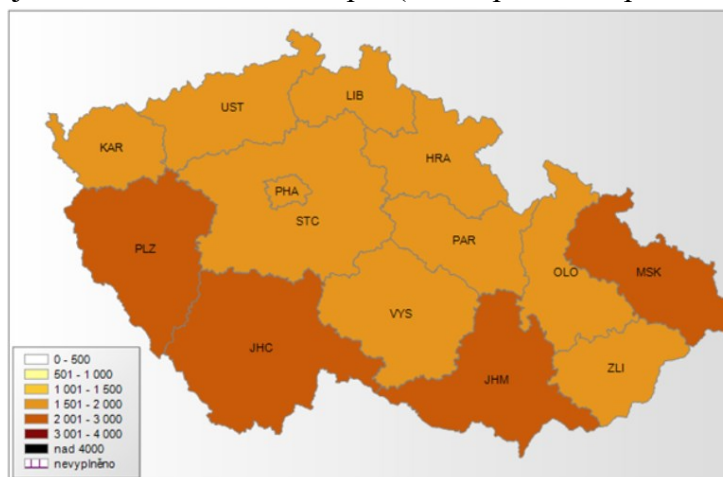 LIB
UST
KAR
HRA
PHA
STC
PAR
PLZ
OLO
MSK
VYS
JHC
ZLI
JHM
0 - 500
501 - 1 000
1 001 - 1 500
1 501 - 2 000
2 001 - 3 000
3 001 - 4 000
nad 4000
nevyplněno